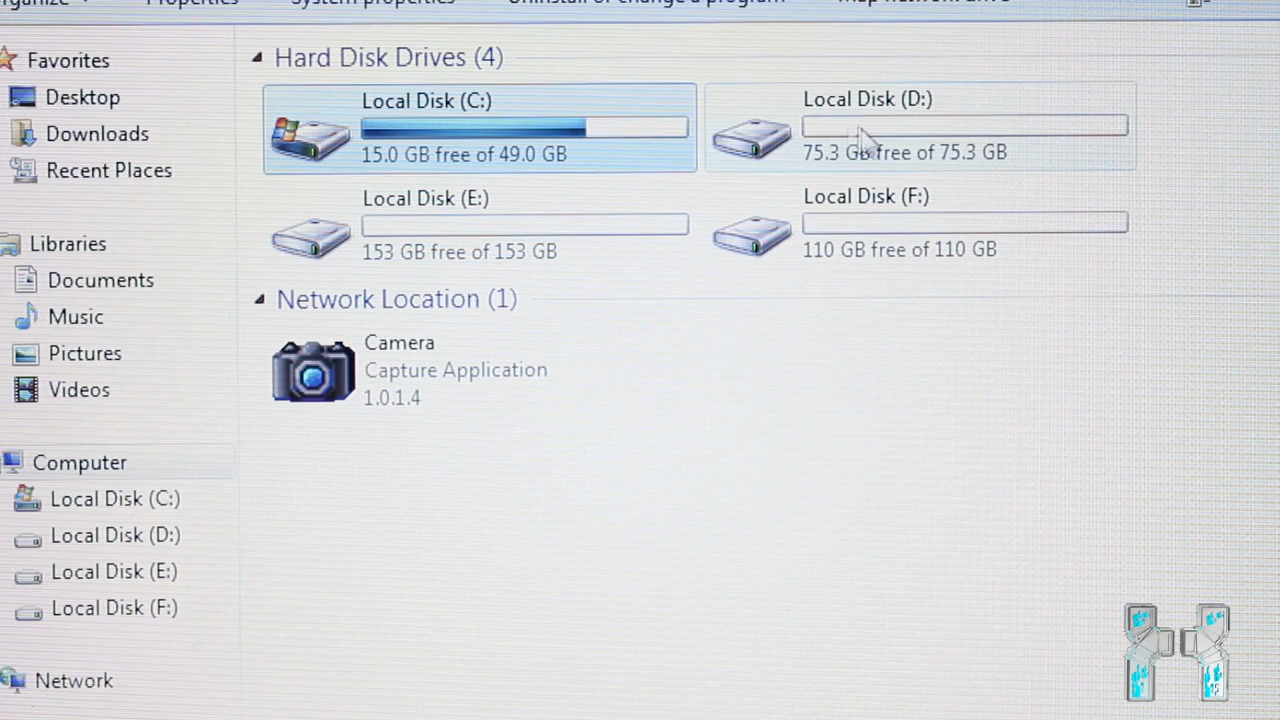 Properties
System properties
Uninstall or change a program
Map network drive
Favorites
Desktop
Downloads
Recent Places
Libraries
Documents
Music
Pictures
Videos
Computer
Local Disk (C:)
Local Disk (D:)
Local Disk (E:)
Local Disk (F:)
Network
Hard Disk Drives (4)
Local Disk (C:)
15.0 GB free of 49.0 GB
Local Disk (D:)
75.3 GB free of 75.3 GB
Local Disk (E:)
153 GB free of 153 GB
Local Disk (F:)
110 GB free of 110 GB
Network Location (1)
Camera
Capture Application
1.0.1.4